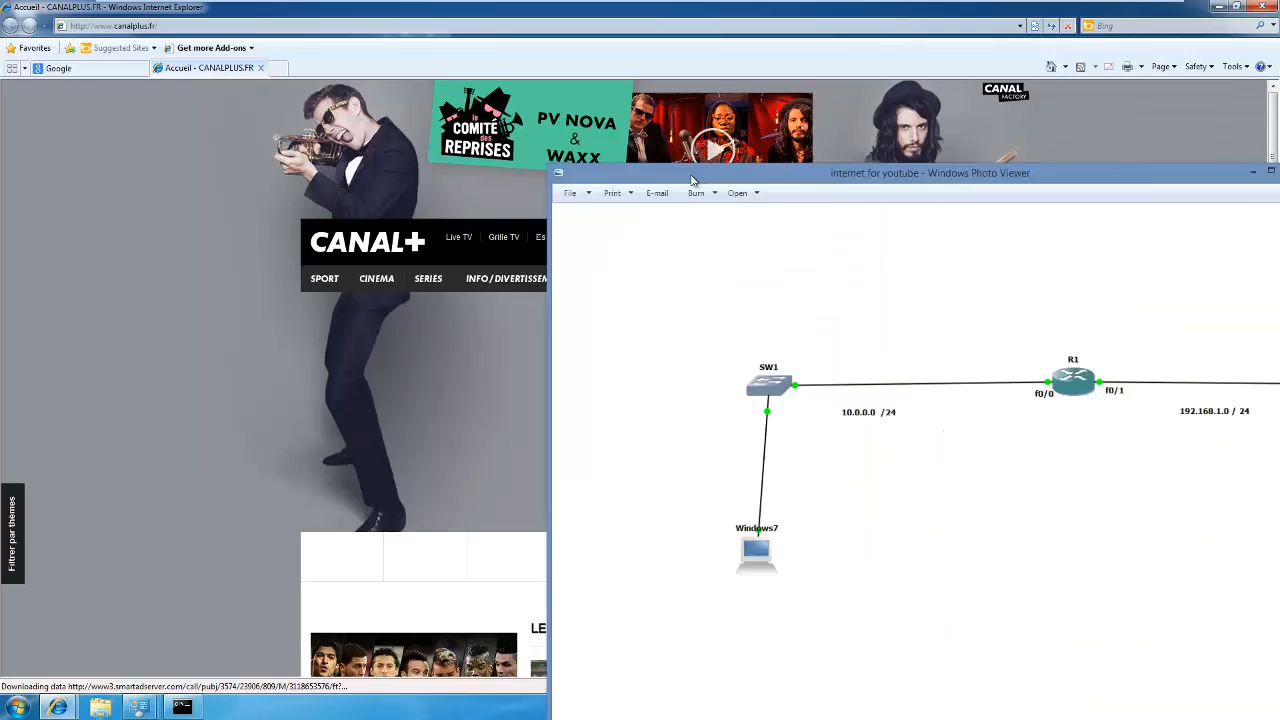 Accueil - CANALPLUS.FR - Windows Internet Explorer
http://www.canalplus.fr/
Bing
Favorites
Suggested Sites
Get more Add-ons
Google
Accueil - CANALPLUS.FR
Page
Safety
Tools
le
COMITÉ
des
REPRISES
PV NOVA
&
WAXX
CANAL
FACTORY
internet for youtube - Windows Photo Viewer
File
Print
E-mail
Burn
Open
CANAL+
Live TV
Grille TV
Es
SPORT
CINEMA
SERIES
INFO/DIVERTISSEM
SW1
R1
f0/0
f0/1
10.0.0.0 /24
192.168.1.0 / 24
Windows7
Filtrer par thèmes
LE
Downloading data http://www3.smartadserver.com/call/pubj/3574/23906/809/M/3118653576/ft?...